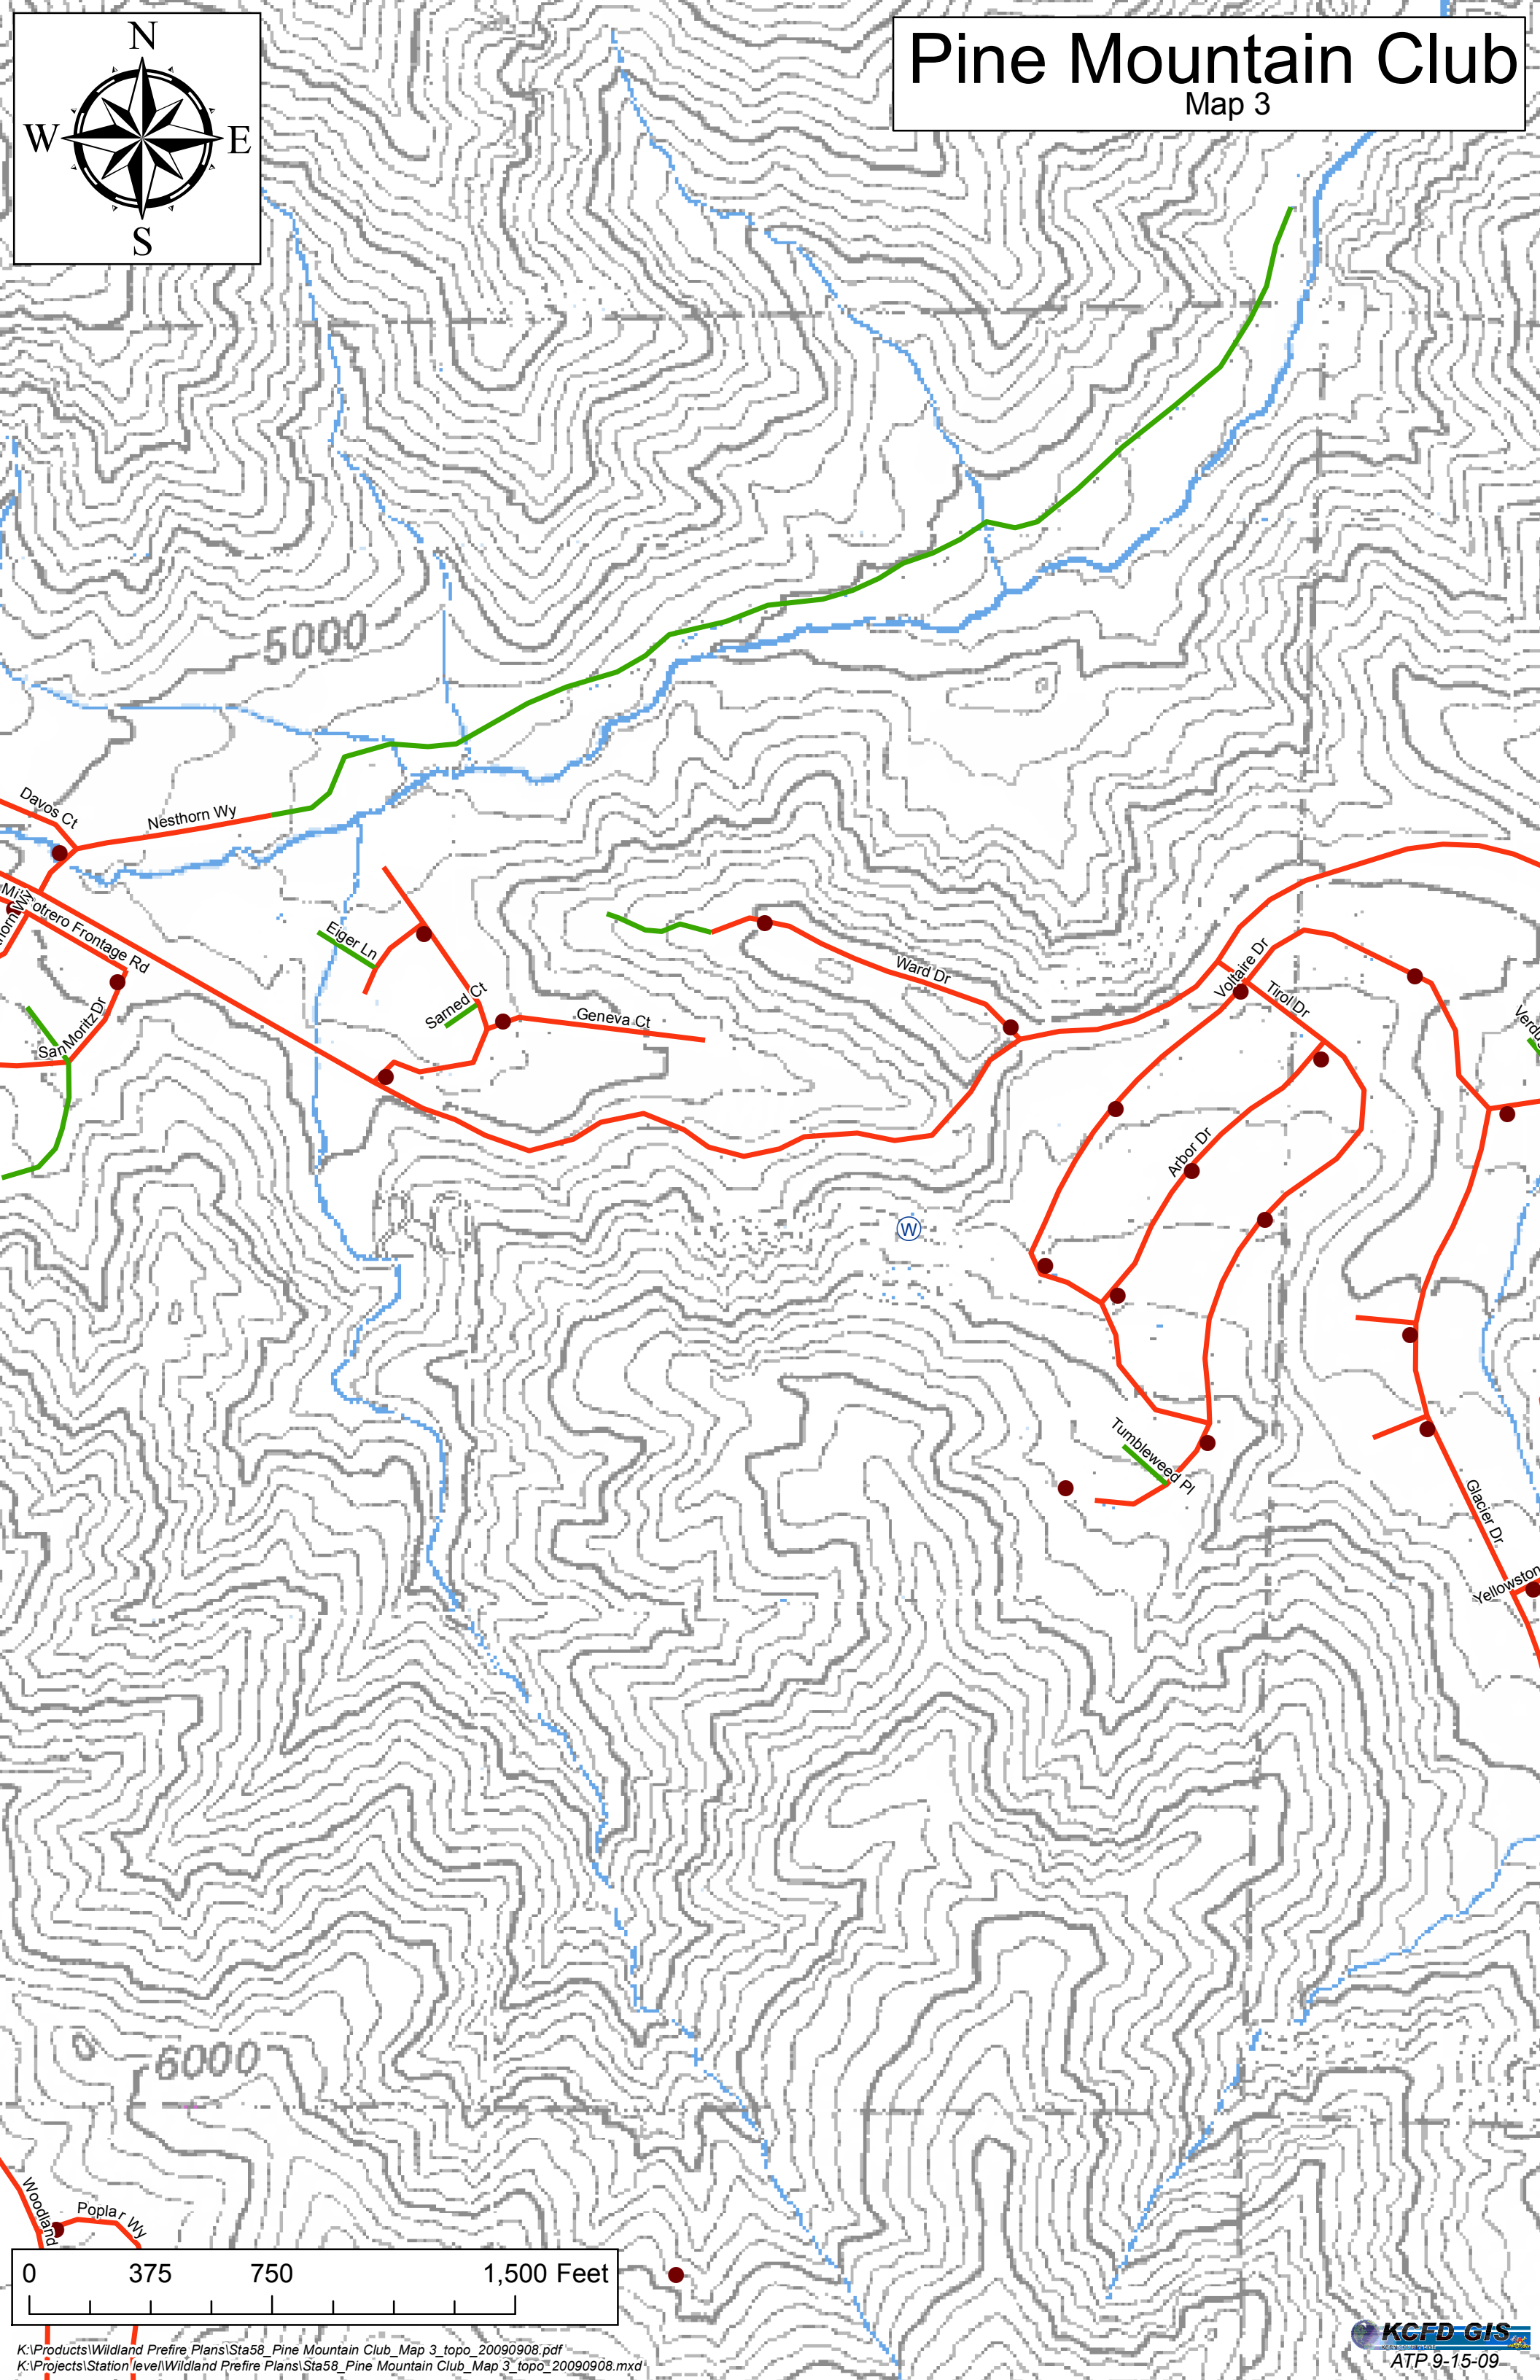 N
W E
S
Pine Mountain Club
Map 3
5000
Davos Ct
Nesthorn Wy
Frontage Rd
Eiger Ln
San Moritz Dr
Sarned Ct
Geneva Ct
Ward Dr
Voltaire Dr
Tirol Dr
Arbor Dr
W
Tumbleweed Pl
Glacier Dr
Yellowston
6000
Woodland
Poplar Wy
0 375 750 1,500 Feet
K:\Products\Wildland Prefire Plans\Sta58_Pine Mountain Club_Map 3_topo_20090908.pdf
K:\Projects\Station level\Wildland Prefire Plans\Sta58_Pine Mountain Club_Map 3_topo_20090908.mxd
KCFD GIS
ATP 9-15-09